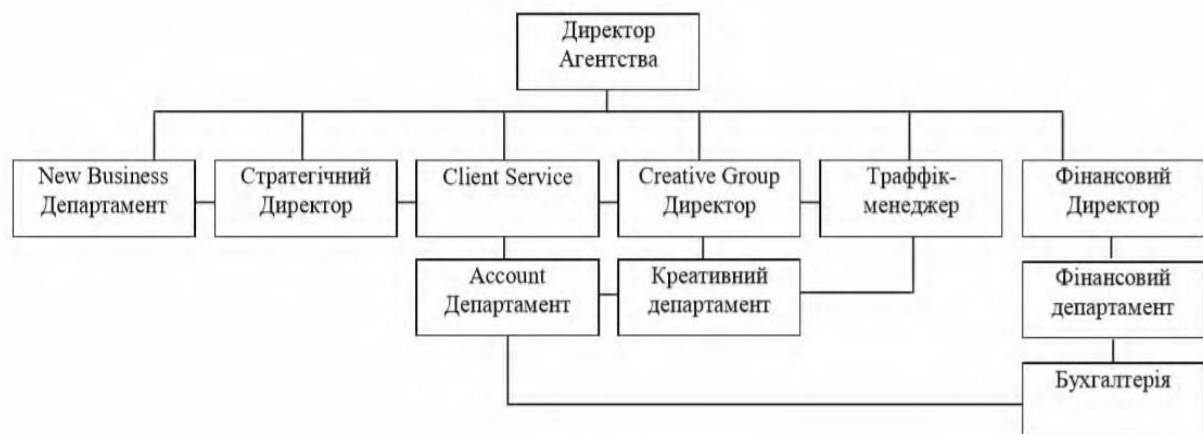 Директор
Агентства
New Business
Департамент
Стратегічний
Директор
Client Service
Creative Group
Директор
Траффік-
менеджер
Фінансовий
Директор
Account
Департамент
Креативний
департамент
Фінансовий
департамент
Бухгалтерія